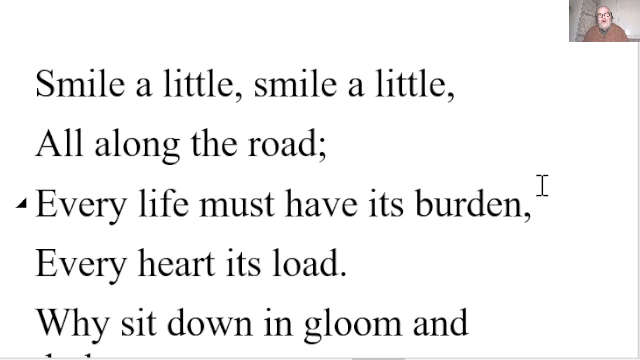 Smile a little, smile a little,
All along the road;
Every life must have its burden,
Every heart its load.
Why sit down in gloom and